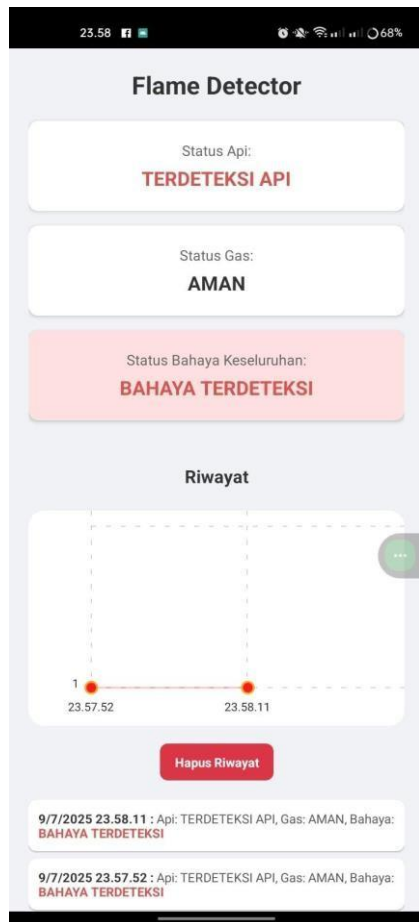 23.58
68%
Flame Detector
Status Api:
TERDETEKSI API
Status Gas:
AMAN
Status Bahaya Keseluruhan:
BAHAYA TERDETEKSI
Riwayat
1
23.57.52 23.58.11
Hapus Riwayat
9/7/2025 23.58.11 : Api: TERDETEKSI API, Gas: AMAN, Bahaya:
BAHAYA TERDETEKSI
9/7/2025 23.57.52 : Api: TERDETEKSI API, Gas: AMAN, Bahaya:
BAHAYA TERDETEKSI